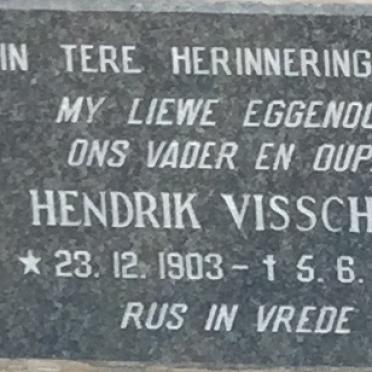 IN TERE HERINNERING
MY LIEWE EGGENO
ONS VADER EN OUP
HENDRIK VISSCH
★ 23. 12. 1903 – † 5. 6.
RUS IN VREDE